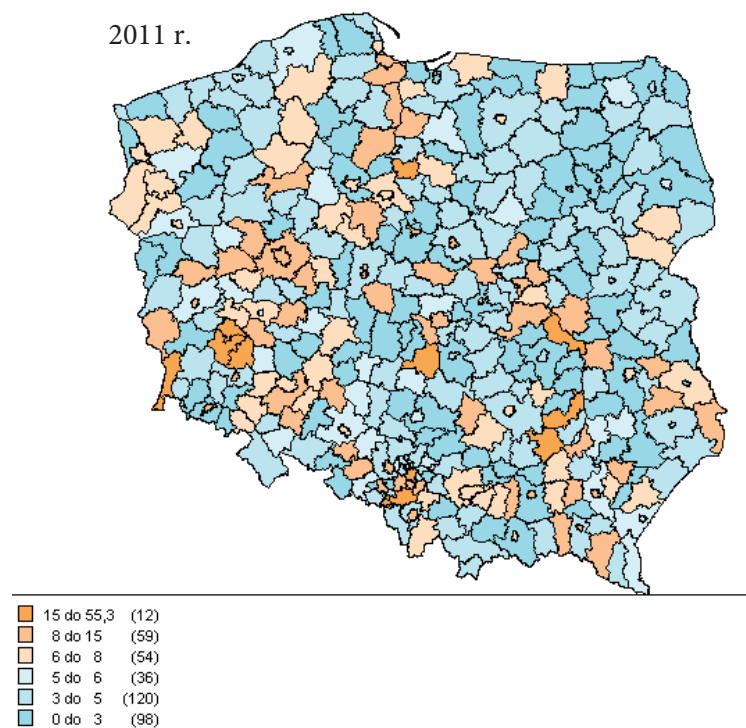 2011 r.
15 do 55,3 (12)
8 do 15 (59)
6 do 8 (54)
5 do 6 (36)
3 do 5 (120)
0 do 3 (98)